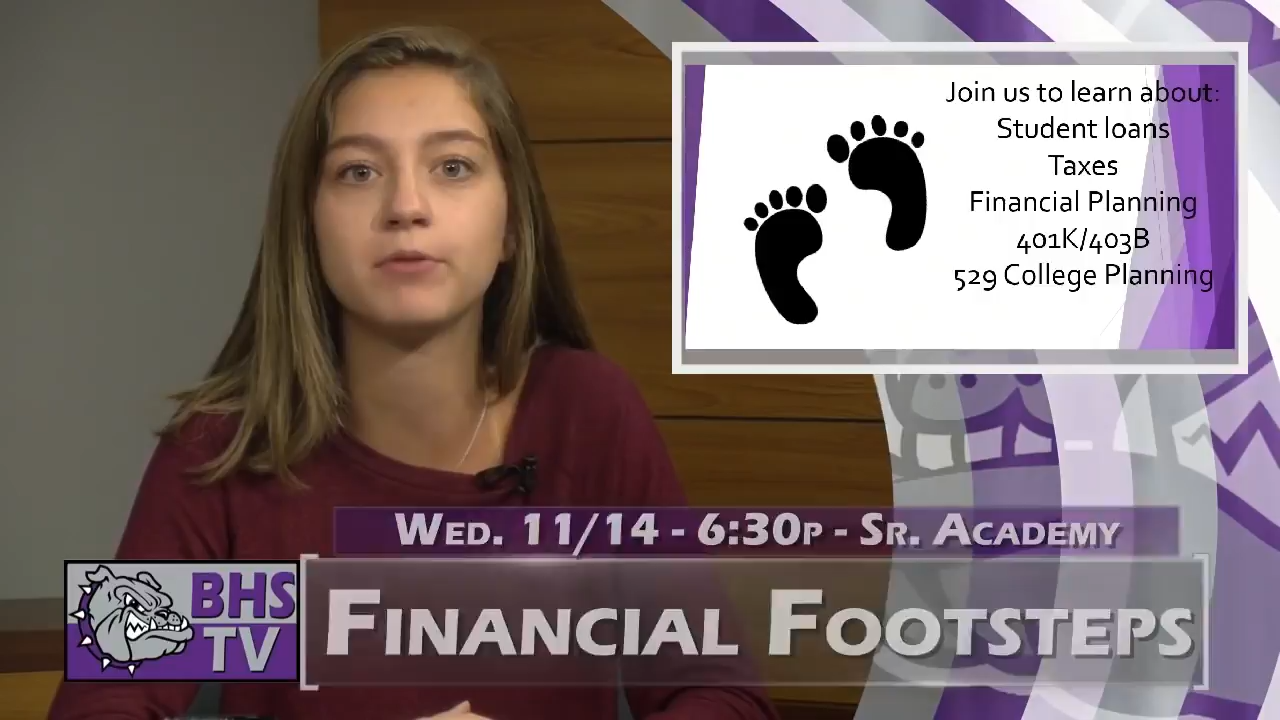 Join us to learn about:
Student loans
Taxes
Financial Planning
401K/403B
529 College Planning
WED. 11/14 - 6:30P - SR. ACADEMY
BHS
TV
FINANCIAL FOOTSTEPS